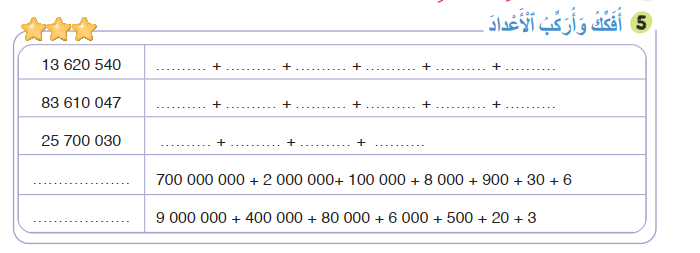 5 أُفَكِّكُ وَأُرَكِّبُ ٱلْأَعْدادَ
13 620 540 .......... + .......... + .......... + .......... + .......... + ..........
83 610 047 .......... + .......... + .......... + .......... + .......... + ..........
25 700 030 .......... + .......... + .......... + ..........
................... 700 000 000 + 2 000 000+ 100 000 + 8 000 + 900 + 30 + 6
................... 9 000 000 + 400 000 + 80 000 + 6 000 + 500 + 20 + 3